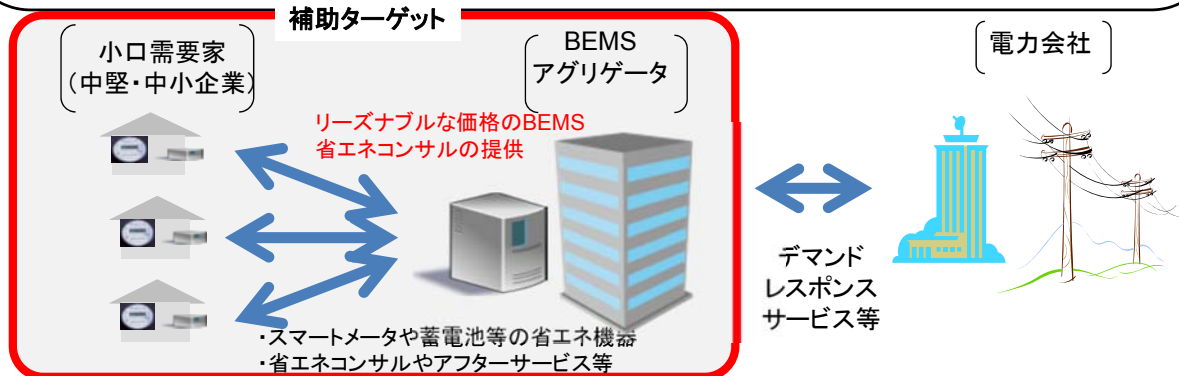 補助ターゲット
小口需要家
(中堅・中小企業)
BEMS
アグリゲータ
電力会社
リーズナブルな価格のBEMS
省エネコンサルの提供
デマンド
レスポンス
サービス等
・スマートメータや蓄電池等の省エネ機器
・省エネコンサルやアフターサービス等